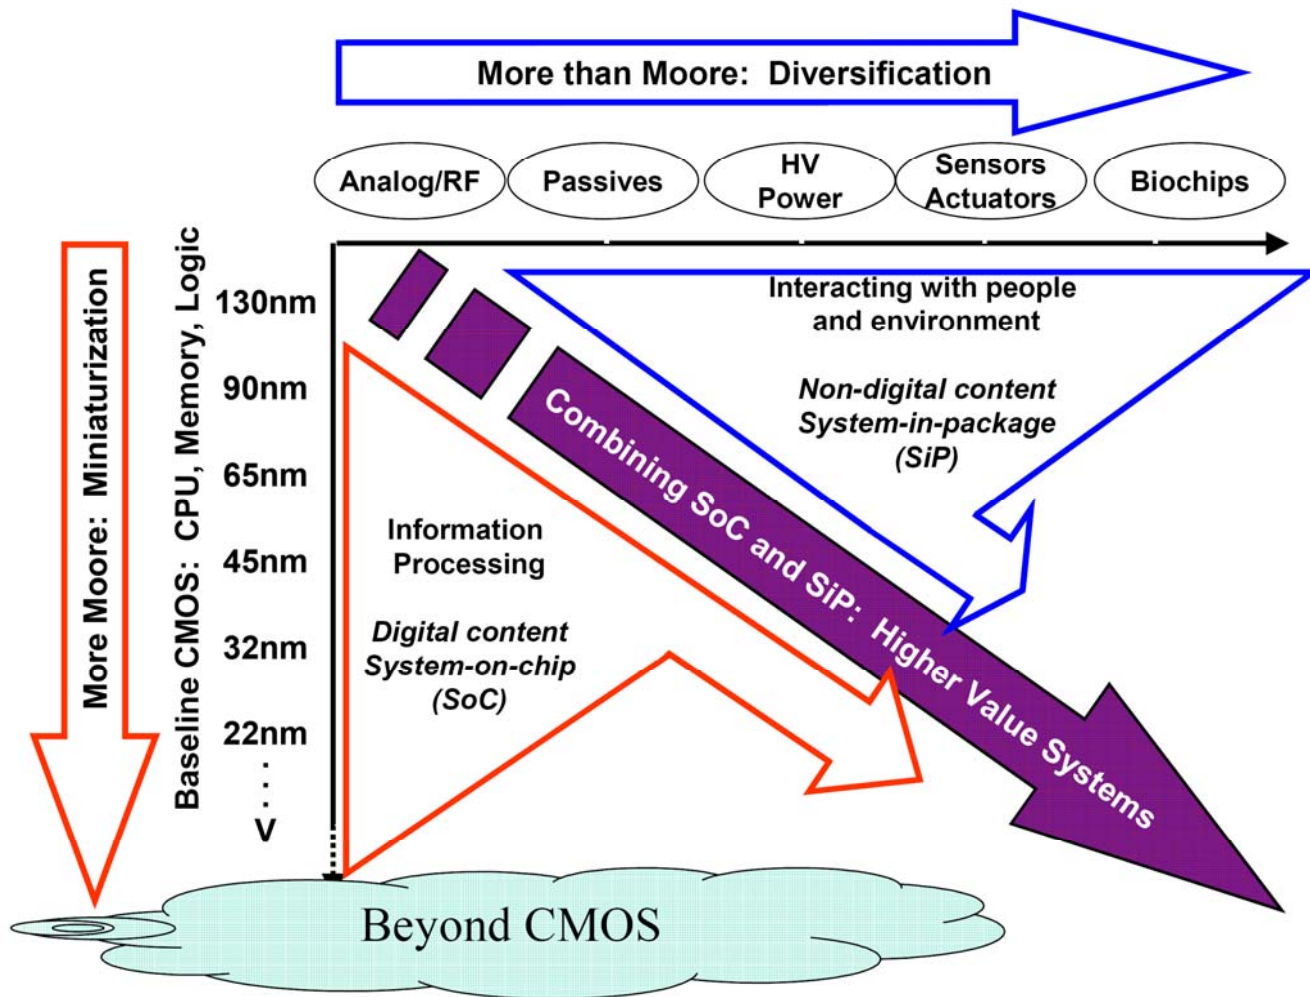 More than Moore:  Diversification
Analog/RF
Passives
HV
Power
Sensors
Actuators
Biochips
More Moore:  Miniaturization
Baseline CMOS:  CPU, Memory, Logic
130nm
90nm
65nm
45nm
32nm
22nm
V
Interacting with people
and environment
Non-digital content
System-in-package
(SiP)
Combining SoC and SiP:  Higher Value Systems
Information
Processing
Digital content
System-on-chip
(SoC)
Beyond CMOS